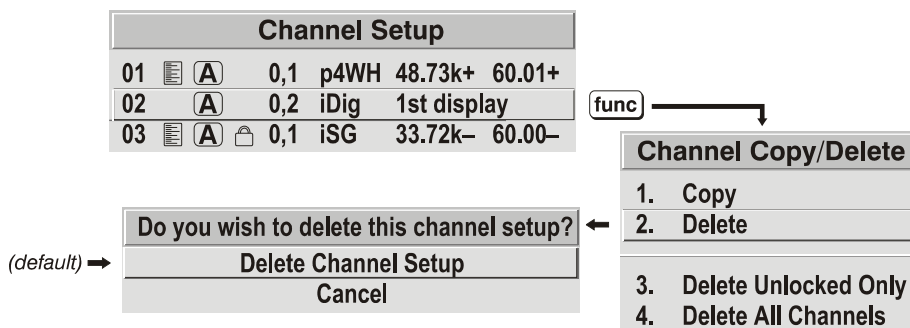 Channel Setup
01 A 0,1 p4WH 48.73k+ 60.01+
02 A 0,2 iDig 1st display
03 A 0,1 iSG 33.72k– 60.00–
func
Channel Copy/Delete
1. Copy
2. Delete
3. Delete Unlocked Only
4. Delete All Channels
Do you wish to delete this channel setup?
(default) Delete Channel Setup
Cancel